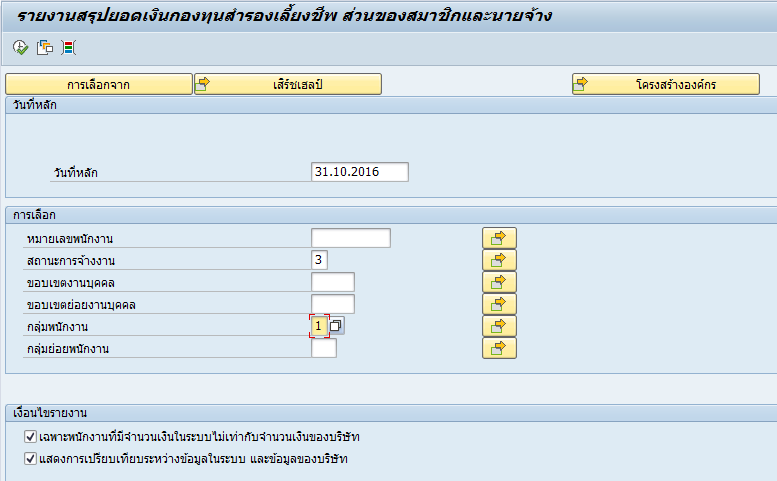 รายงานสรุปยอดเงินกองทุนสำรองเลี้ยงชีพ ส่วนของสมาชิกและนายจ้าง
การเลือกจาก เสิร์ชเฮลป์ โครงสร้างองค์กร
วันที่หลัก
วันที่หลัก 31.10.2016
การเลือก
หมายเลขพนักงาน
สถานะการจ้างงาน 3
ขอบเขตงานบุคคล
ขอบเขตย่อยงานบุคคล
กลุ่มพนักงาน 1
กลุ่มย่อยพนักงาน
เงื่อนไขรายงาน
เฉพาะพนักงานที่มีจำนวนเงินในระบบไม่เท่ากับจำนวนเงินของบริษัท
แสดงการเปรียบเทียบระหว่างข้อมูลในระบบ และข้อมูลของบริษัท